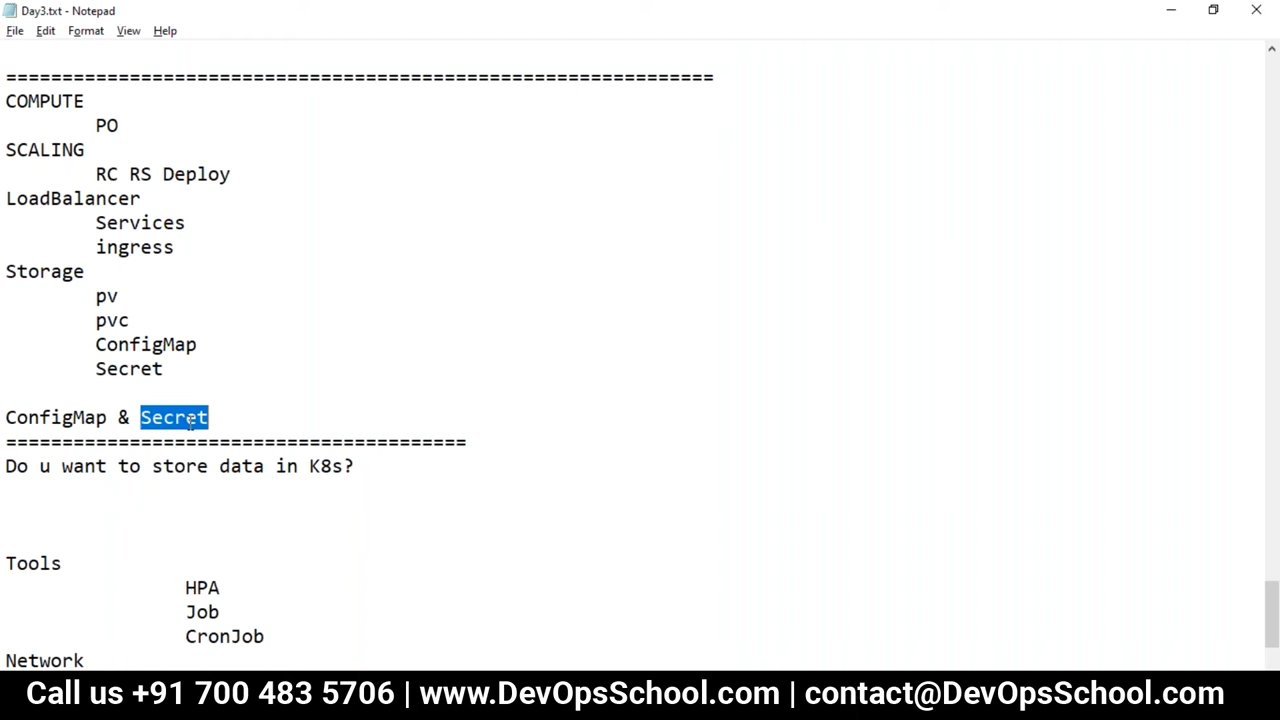 Day3.txt - Notepad
File Edit Format View Help
===============================================================
COMPUTE
PO
SCALING
RC RS Deploy
LoadBalancer
Services
ingress
Storage
pv
pvc
ConfigMap
Secret
ConfigMap & Secret
=========================================
Do u want to store data in K8s?
Tools
HPA
Job
CronJob
Network
Call us +91 700 483 5706 | www.DevOpsSchool.com | contact@DevOpsSchool.com